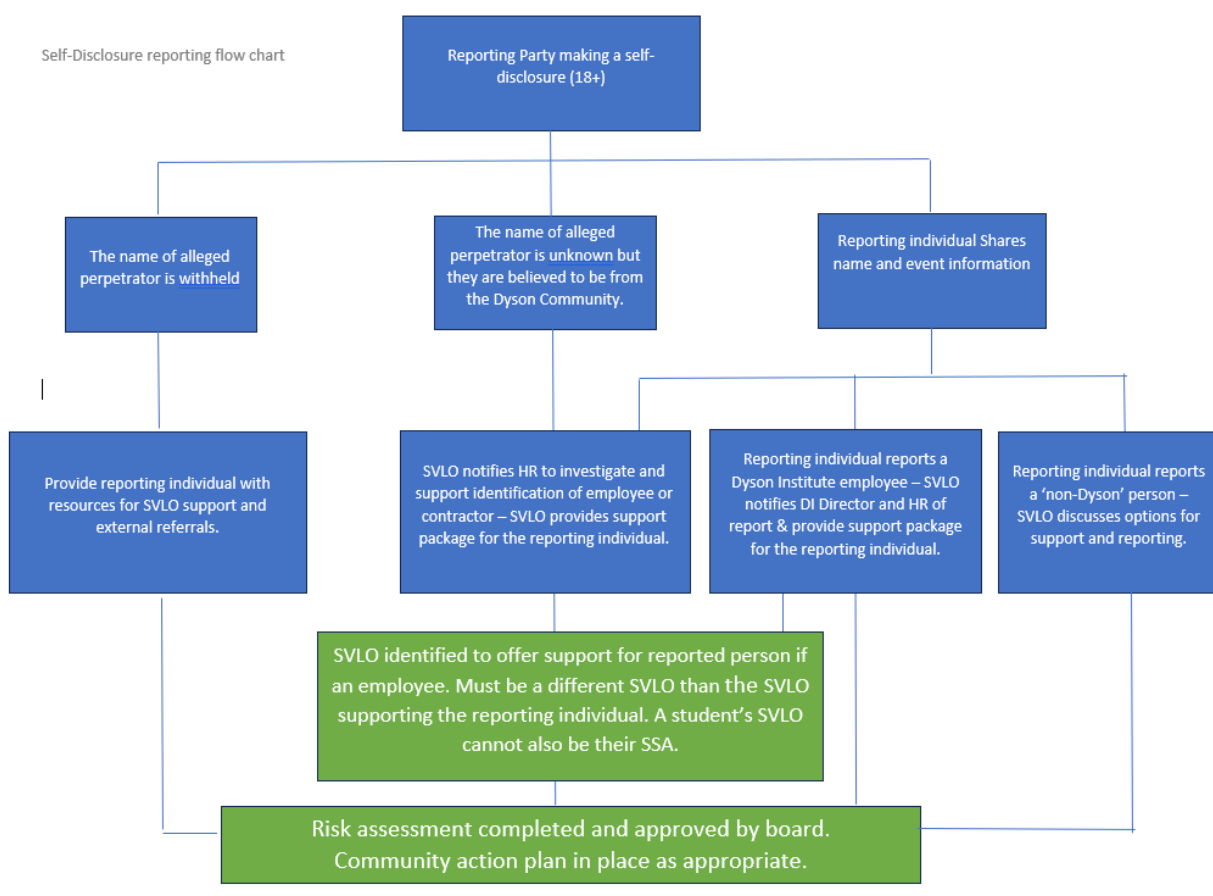 Self-Disclosure reporting flow chart
Reporting Party making a self-
disclosure (18+)
The name of alleged
perpetrator is withheld
The name of alleged
perpetrator is unknown but
they are believed to be from
the Dyson Community.
Reporting individual Shares
name and event information
Provide reporting individual with
resources for SVLO support and
external referrals.
SVLO notifies HR to investigate and
support identification of employee or
contractor – SVLO provides support
package for the reporting individual.
Reporting individual reports a
Dyson Institute employee – SVLO
notifies DI Director and HR of
report & provide support package
for the reporting individual.
Reporting individual reports
a ‘non-Dyson’ person –
SVLO discusses options for
support and reporting.
SVLO identified to offer support for reported person if
an employee. Must be a different SVLO than the SVLO
supporting the reporting individual. A student’s SVLO
cannot also be their SSA.
Risk assessment completed and approved by board.
Community action plan in place as appropriate.